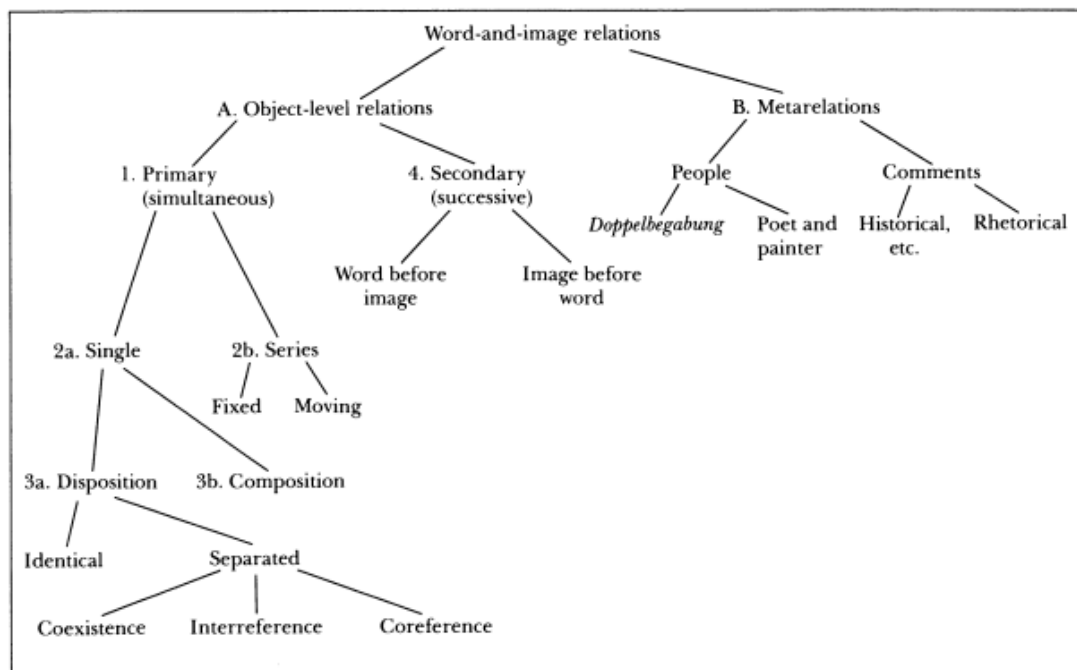 Word-and-image relations
A. Object-level relations
B. Metarelations
1. Primary
(simultaneous)
4. Secondary
(successive)
People
Comments
Doppelbegabung
Poet and
painter
Historical,
etc.
Rhetorical
Word before
image
Image before
word
2a. Single
2b. Series
Fixed
Moving
3a. Disposition
3b. Composition
Identical
Separated
Coexistence
Interreference
Coreference